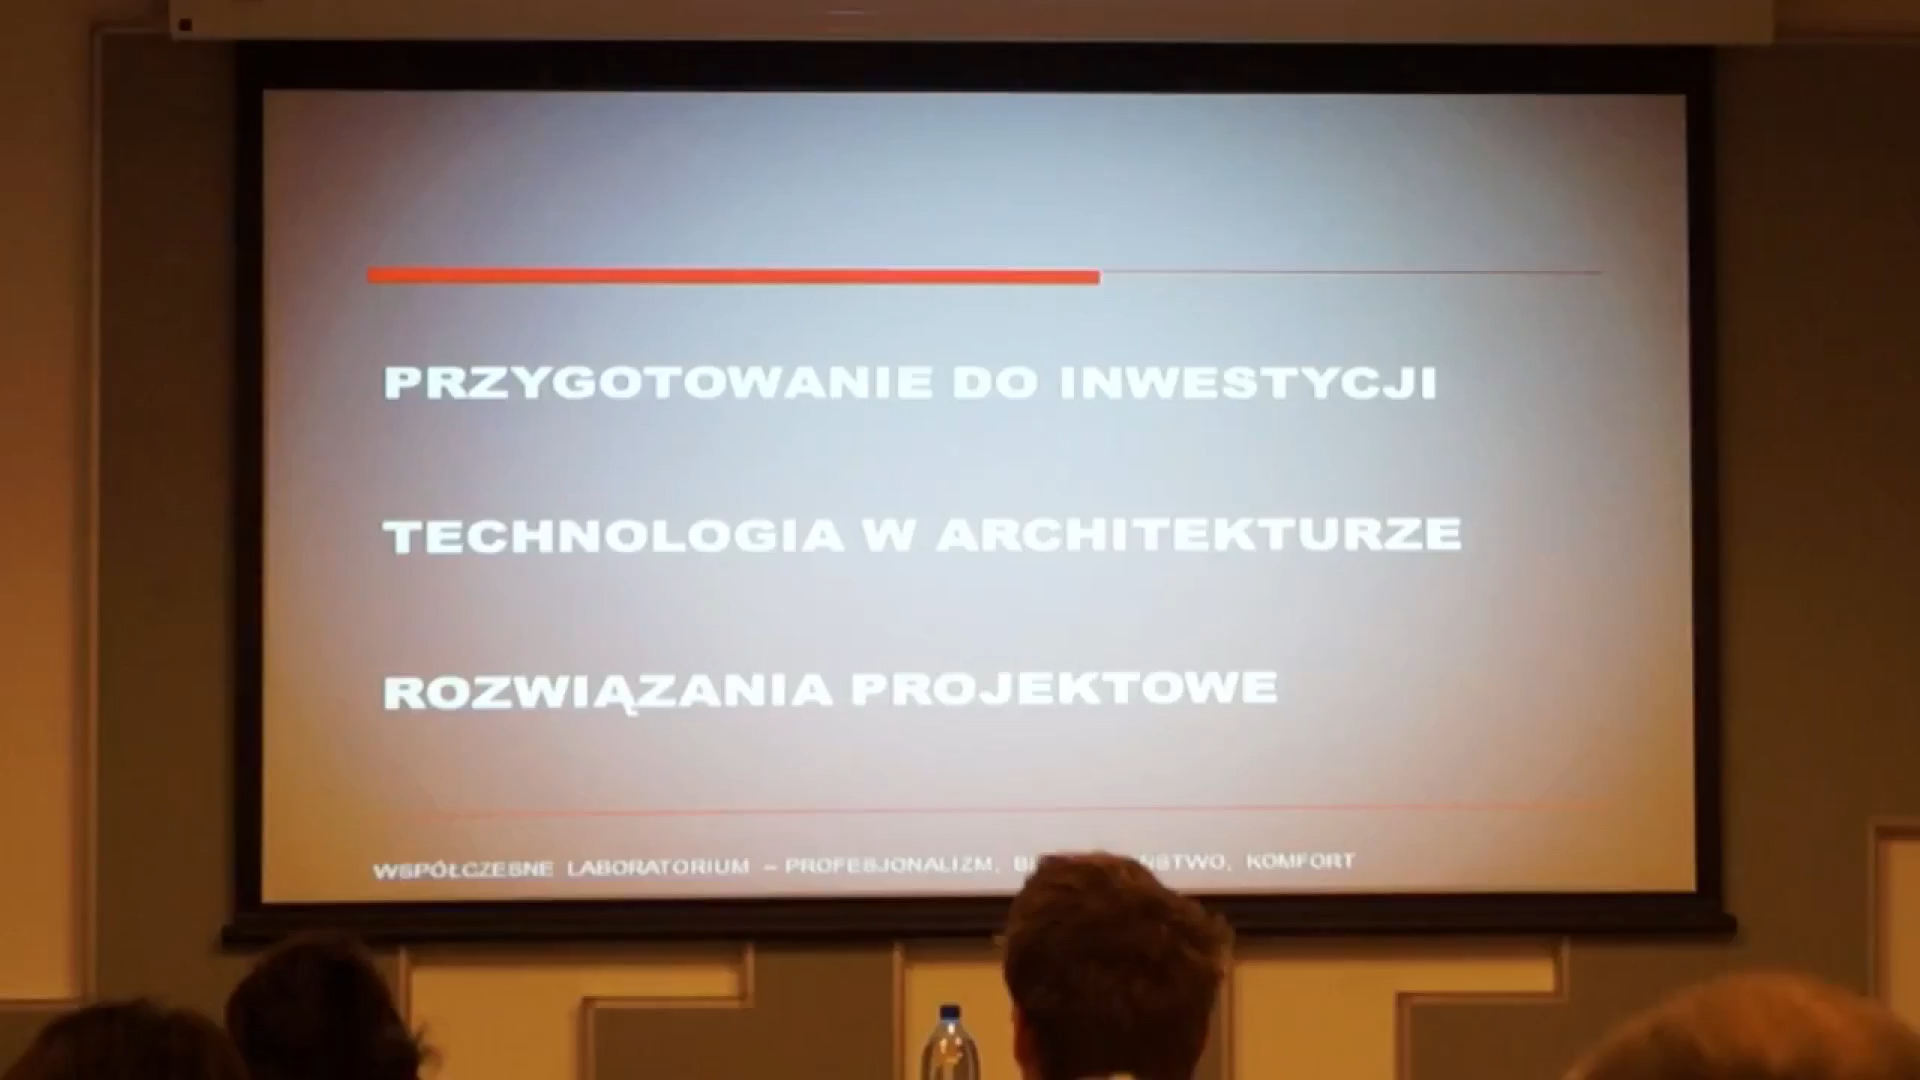 PRZYGOTOWANIE DO INWESTYCJI
TECHNOLOGIA W ARCHITEKTURZE
ROZWIĄZANIA PROJEKTOWE
WSPÓŁCZESNE LABORATORIUM – PROFESJONALIZM, KOMFORT